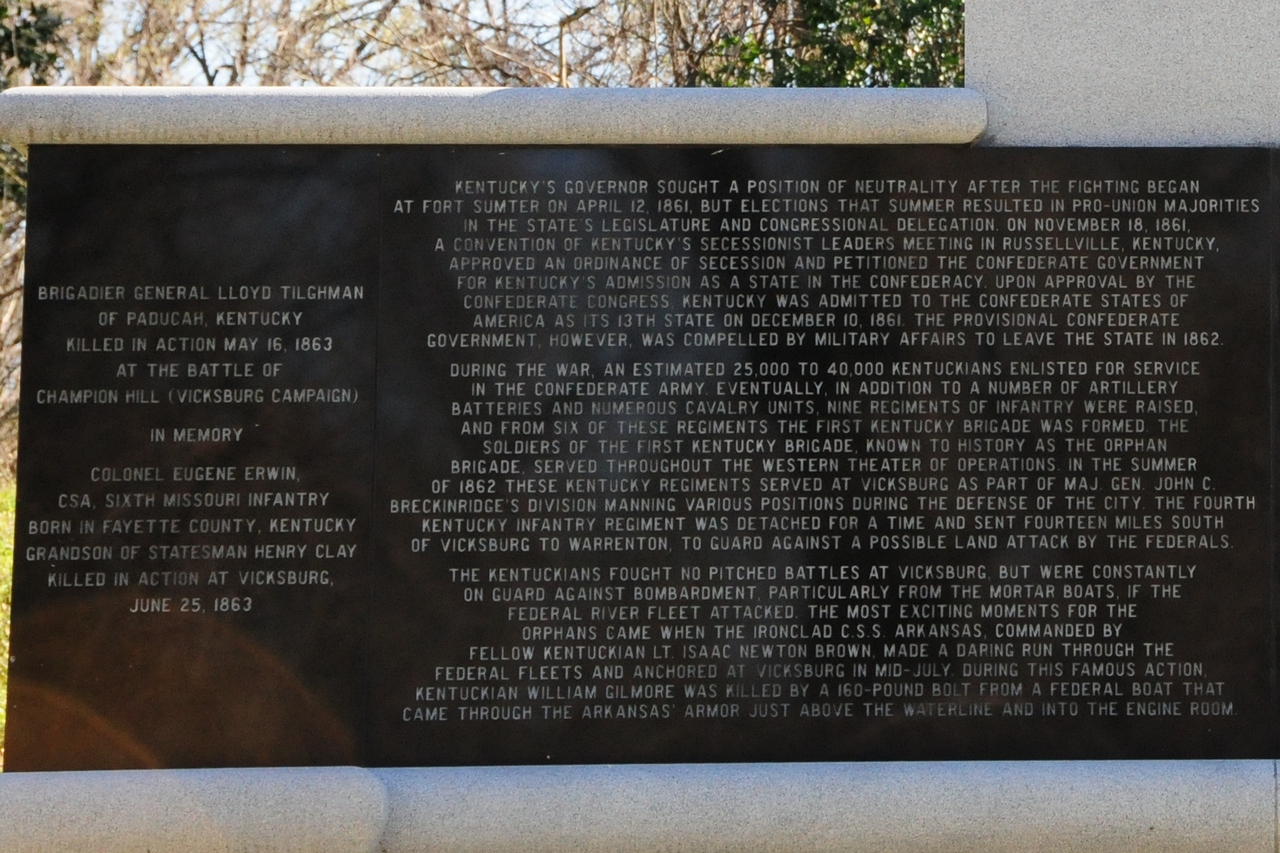 BRIGADIER GENERAL LLOYD TILGHMAN
OF PADUCAH, KENTUCKY
KILLED IN ACTION MAY 16, 1863
AT THE BATTLE OF
CHAMPION HILL (VICKSBURG CAMPAIGN)
IN MEMORY
COLONEL EUGENE ERWIN,
CSA, SIXTH MISSOURI INFANTRY
BORN IN FAYETTE COUNTY, KENTUCKY
GRANDSON OF STATESMAN HENRY CLAY
KILLED IN ACTION AT VICKSBURG,
JUNE 25, 1863
KENTUCKY'S GOVERNOR SOUGHT A POSITION OF NEUTRALITY AFTER THE FIGHTING BEGAN
AT FORT SUMTER ON APRIL 12, 1861, BUT ELECTIONS THAT SUMMER RESULTED IN PRO-UNION MAJORITIES
IN THE STATE'S LEGISLATURE AND CONGRESSIONAL DELEGATION. ON NOVEMBER 18, 1861,
A CONVENTION OF KENTUCKY'S SECESSIONIST LEADERS MEETING IN RUSSELLVILLE, KENTUCKY,
APPROVED AN ORDINANCE OF SECESSION AND PETITIONED THE CONFEDERATE GOVERNMENT
FOR KENTUCKY'S ADMISSION AS A STATE IN THE CONFEDERACY. UPON APPROVAL BY THE
CONFEDERATE CONGRESS, KENTUCKY WAS ADMITTED TO THE CONFEDERATE STATES OF
AMERICA AS ITS 13TH STATE ON DECEMBER 10, 1861. THE PROVISIONAL CONFEDERATE
GOVERNMENT, HOWEVER, WAS COMPELLED BY MILITARY AFFAIRS TO LEAVE THE STATE IN 1862.
DURING THE WAR, AN ESTIMATED 25,000 TO 40,000 KENTUCKIANS ENLISTED FOR SERVICE
IN THE CONFEDERATE ARMY. EVENTUALLY, IN ADDITION TO A NUMBER OF ARTILLERY
BATTERIES AND NUMEROUS CAVALRY UNITS, NINE REGIMENTS OF INFANTRY WERE RAISED,
AND FROM SIX OF THESE REGIMENTS THE FIRST KENTUCKY BRIGADE WAS FORMED. THE
SOLDIERS OF THE FIRST KENTUCKY BRIGADE, KNOWN TO HISTORY AS THE ORPHAN
BRIGADE, SERVED THROUGHOUT THE WESTERN THEATER OF OPERATIONS. IN THE SUMMER
OF 1862 THESE KENTUCKY REGIMENTS SERVED AT VICKSBURG AS PART OF MAJ. GEN. JOHN C.
BRECKINRIDGE'S DIVISION MANNING VARIOUS POSITIONS DURING THE DEFENSE OF THE CITY. THE FOURTH
KENTUCKY INFANTRY REGIMENT WAS DETACHED FOR A TIME AND SENT FOURTEEN MILES SOUTH
OF VICKSBURG TO WARRENTON, TO GUARD AGAINST A POSSIBLE LAND ATTACK BY THE FEDERALS.
THE KENTUCKIANS FOUGHT NO PITCHED BATTLES AT VICKSBURG, BUT WERE CONSTANTLY
ON GUARD AGAINST BOMBARDMENT, PARTICULARLY FROM THE MORTAR BOATS, IF THE
FEDERAL RIVER FLEET ATTACKED. THE MOST EXCITING MOMENTS FOR THE
ORPHANS CAME WHEN THE IRONCLAD C.S.S. ARKANSAS, COMMANDED BY
FELLOW KENTUCKIAN LT. ISAAC NEWTON BROWN, MADE A DARING RUN THROUGH THE
FEDERAL FLEETS AND ANCHORED AT VICKSBURG IN MID-JULY. DURING THIS FAMOUS ACTION,
KENTUCKIAN WILLIAM GILMORE WAS KILLED BY A 160-POUND BOLT FROM A FEDERAL BOAT THAT
CAME THROUGH THE ARKANSAS' ARMOR JUST ABOVE THE WATERLINE AND INTO THE ENGINE ROOM.